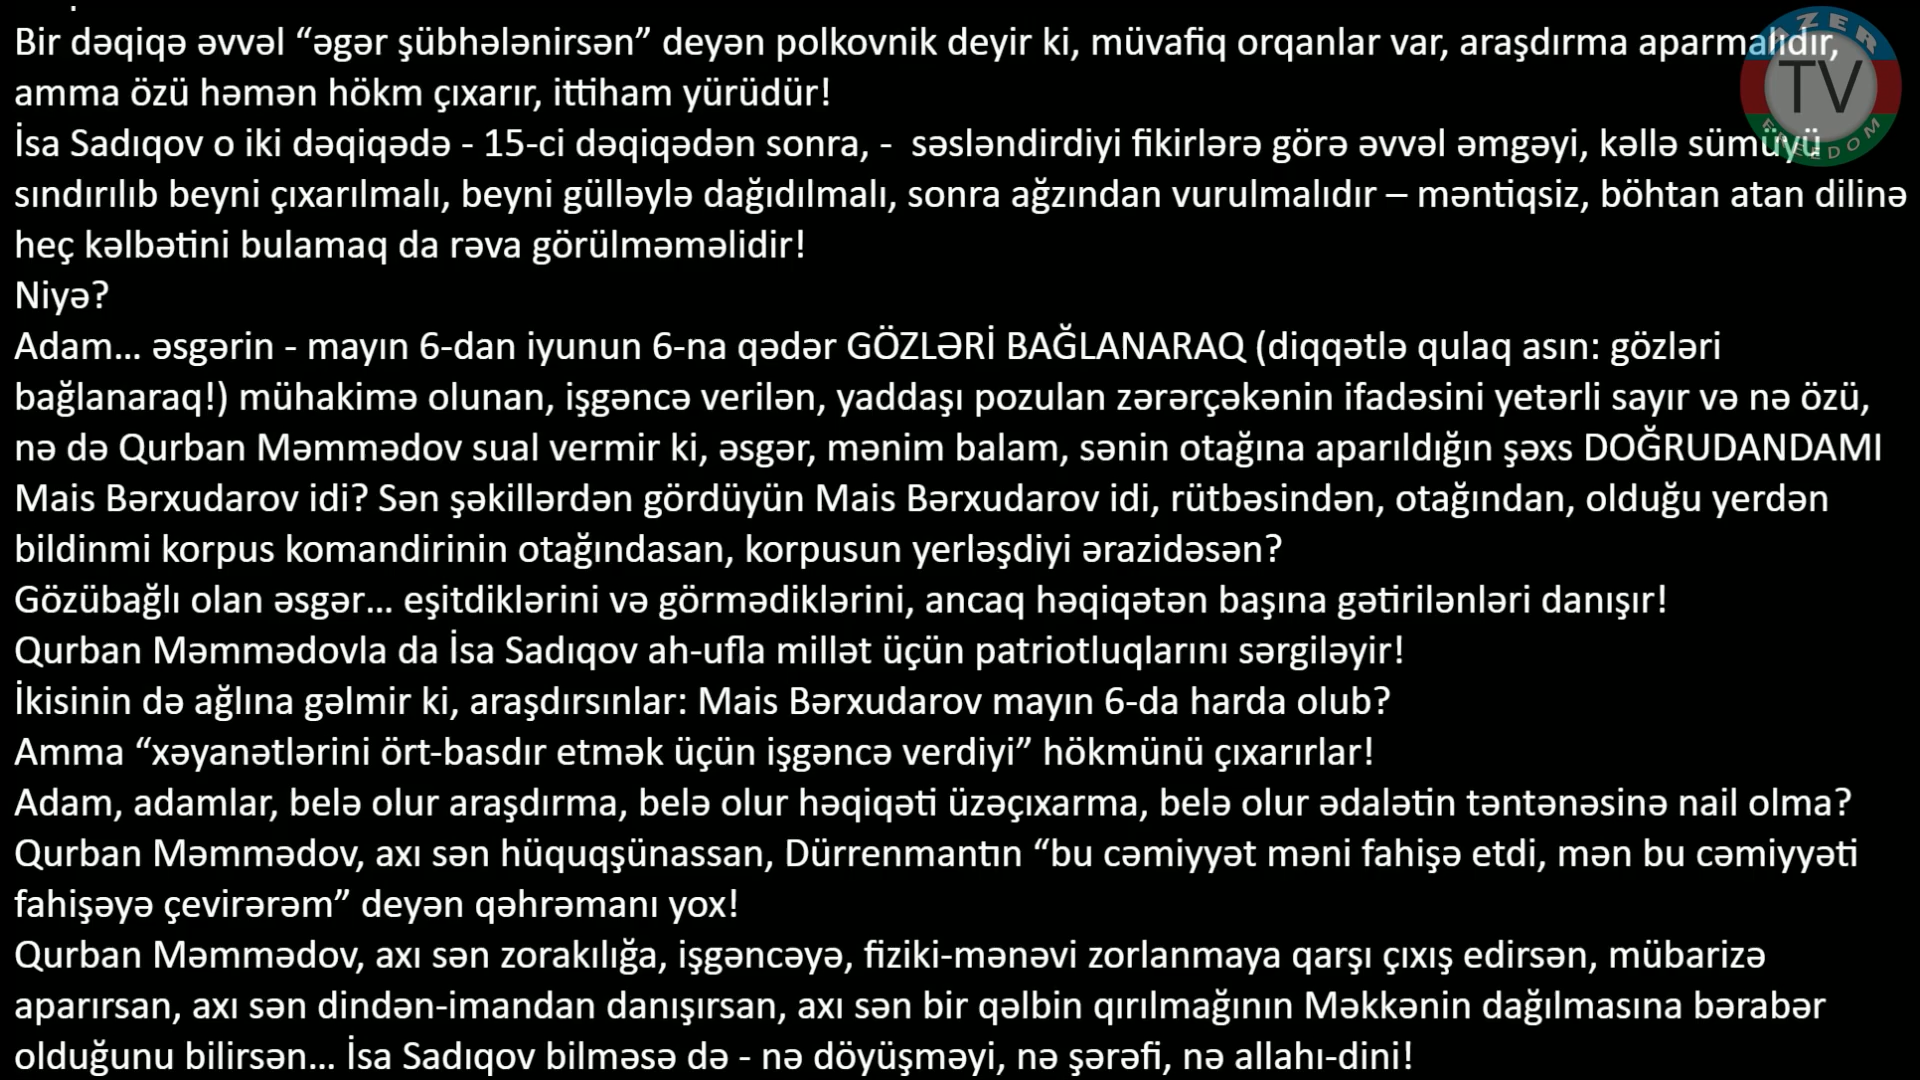 Bir dəqiqə əvvəl “əgər şübhələnirsən” deyən polkovnik deyir ki, müvafiq orqanlar var, araşdırma aparmalıdır,
amma özü həmən hökm çıxarır, ittiham yürüdür!
İsa Sadıqov o iki dəqiqədə - 15-ci dəqiqədən sonra, -  səsləndirdiyi fikirlərə görə əvvəl əmgəyi, kəllə sümüyü
sındırılıb beyni çıxarılmalı, beyni gülləylə dağıdılmalı, sonra ağzından vurulmalıdır – məntiqsiz, böhtan atan dilinə
heç kəlbətini bulamaq da rəva görülməməlidir!
Niyə?
Adam... əsgərin - mayın 6-dan iyunun 6-na qədər GÖZLƏRİ BAĞLANARAQ (diqqətlə qulaq asın: gözləri
bağlanaraq!) mühakimə olunan, işgəncə verilən, yaddaşı pozulan zərərçəkənin ifadəsini yetərli sayır və nə özü,
nə də Qurban Məmmədov sual vermir ki, əsgər, mənim balam, sənin otağına aparıldığın şəxs DOĞRUDANDAMI
Mais Bərxudarov idi? Sən şəkillərdən gördüyün Mais Bərxudarov idi, rütbəsindən, otağından, olduğu yerdən
bildinmi korpus komandirinin otağındasan, korpusun yerləşdiyi ərazidəsən?
Gözübağlı olan əsgər... eşitdiklərini və görmədiklərini, ancaq həqiqətən başına gətirilənləri danışır!
Qurban Məmmədovla da İsa Sadıqov ah-ufla millət üçün patriotluqlarını sərgiləyir!
İkisinin də ağlına gəlmir ki, araşdırsınlar: Mais Bərxudarov mayın 6-da harda olub?
Amma “xəyanətlərini ört-basdır etmək üçün işgəncə verdiyi” hökmünü çıxarırlar!
Adam, adamlar, belə olur araşdırma, belə olur həqiqəti üzəçıxarma, belə olur ədalətin təntənəsinə nail olma?
Qurban Məmmədov, axı sən hüquqşünassan, Dürrenmantın “bu cəmiyyət məni fahişə etdi, mən bu cəmiyyəti
fahişəyə çevirərəm” deyən qəhrəmanı yox!
Qurban Məmmədov, axı sən zorakılığa, işgəncəyə, fiziki-mənəvi zorlanmaya qarşı çıxış edirsən, mübarizə
aparırsan, axı sən dindən-imandan danışırsan, axı sən bir qəlbin qırılmağının Məkkənin dağılmasına bərabər
olduğunu bilirsən... İsa Sadıqov bilməsə də - nə döyüşməyi, nə şərəfi, nə allahı-dini!
AZER
TV
FREEDOM